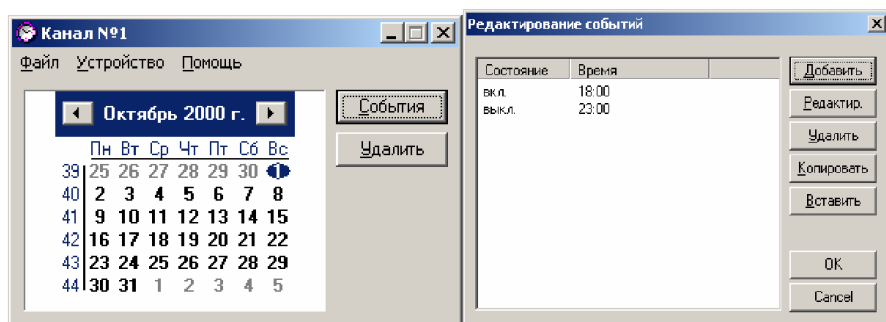 Канал №1
Файл Устройство Помощь
Октябрь 2000 г.
Пн Вт Ср Чт Пт Сб Вс
39 25 26 27 28 29 30 1
40 2 3 4 5 6 7 8
41 9 10 11 12 13 14 15
42 16 17 18 19 20 21 22
43 23 24 25 26 27 28 29
44 30 31 1 2 3 4 5
События
Удалить
Редактирование событий
Состояние Время
вкл. 18:00
выкл. 23:00
Добавить
Редактир.
Удалить
Копировать
Вставить
OK
Cancel